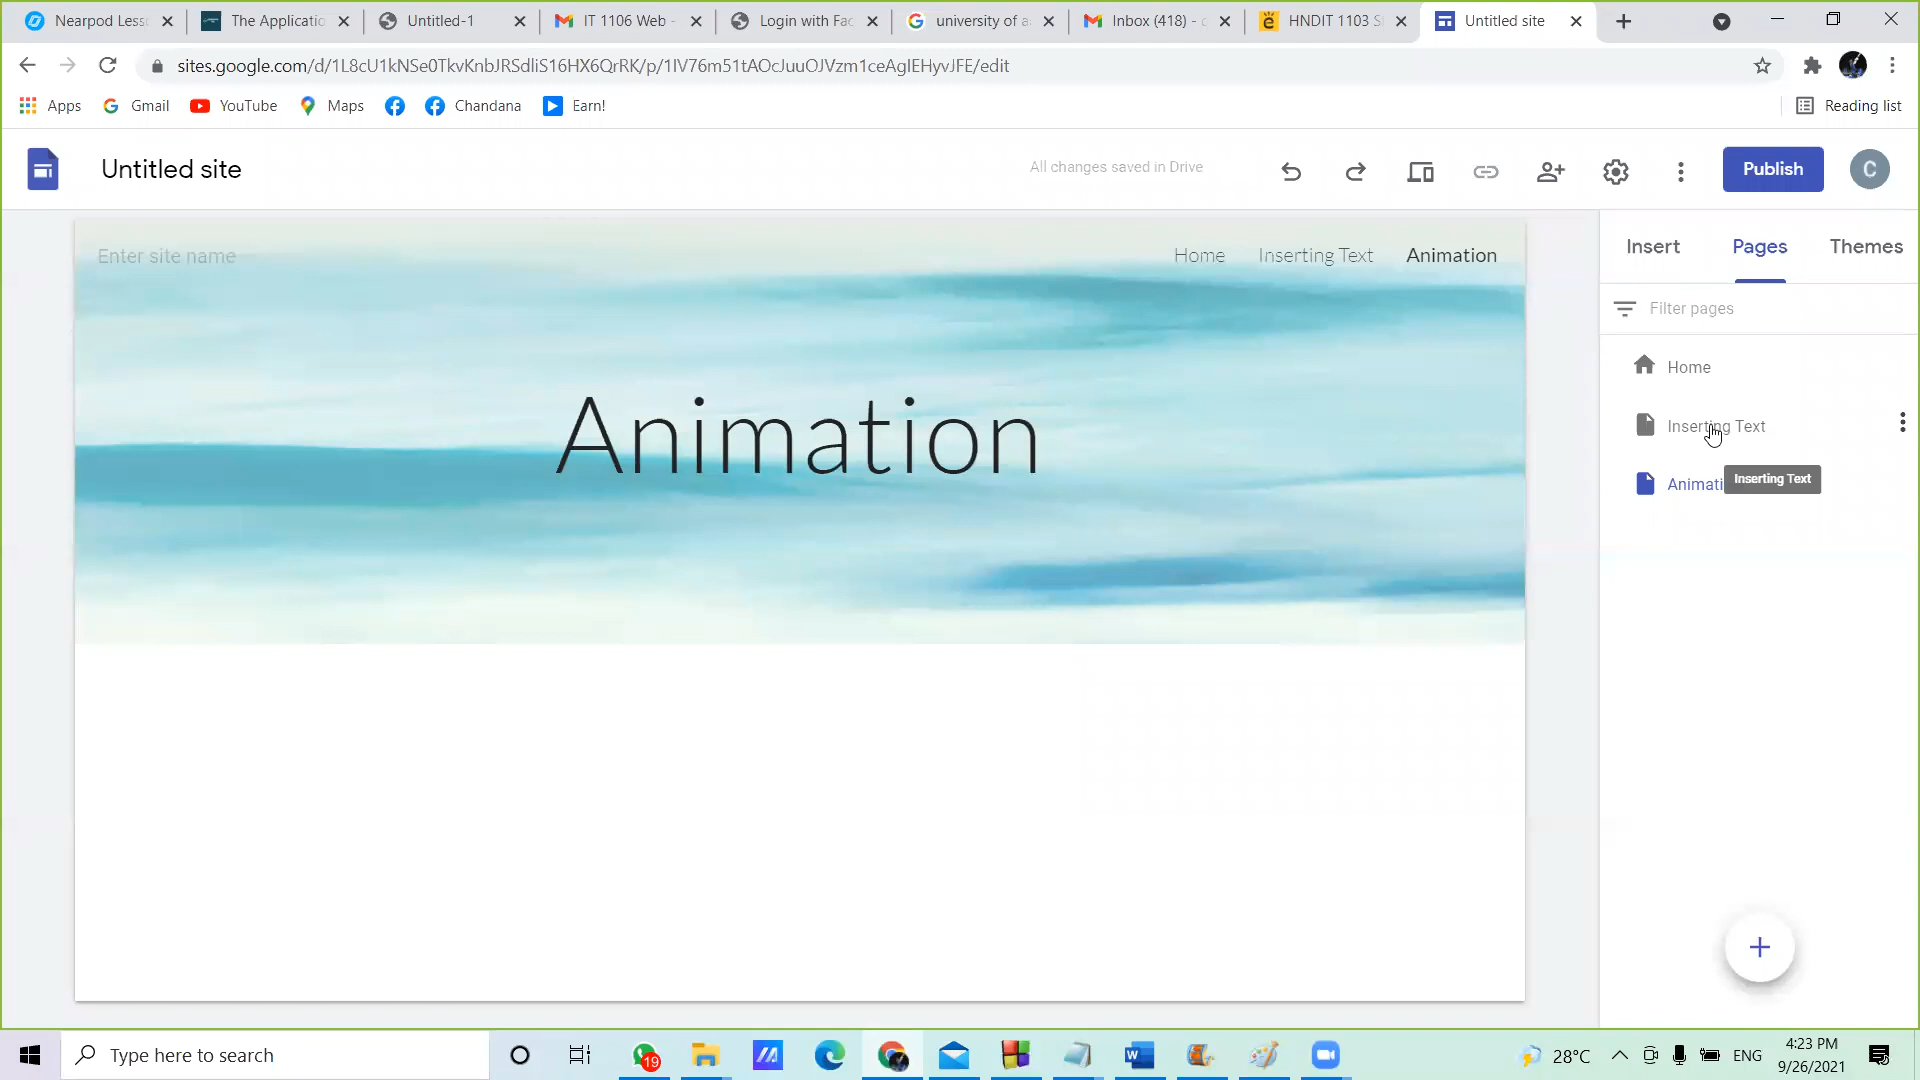 Nearpod Less
The Applicatio
Untitled-1
IT 1106 Web -
Login with Fac
university of a
Inbox (418) - c
HNDIT 1103 S
Untitled site
sites.google.com/d/1L8cU1kNSe0TkvKnbJRSdliS16HX6QrRK/p/1IV76m51tAOcJuuOJVzm1ceAgIEHyvJFE/edit
Apps
Gmail
YouTube
Maps
Chandana
Earn!
Reading list
Untitled site
All changes saved in Drive
Publish
C
Enter site name
Home
Inserting Text
Animation
Animation
Insert
Pages
Themes
Filter pages
Home
Inserting Text
Animati
Inserting Text
Type here to search
19
28°C
ENG
4:23 PM
9/26/2021